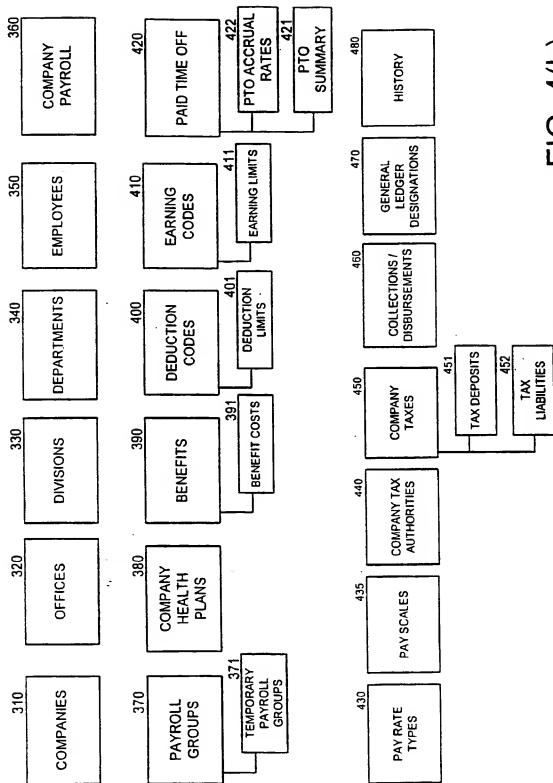 310
COMPANIES
320
OFFICES
330
DIVISIONS
340
DEPARTMENTS
350
EMPLOYEES
360
COMPANY
PAYROLL
370
PAYROLL
GROUPS
371
TEMPORARY
PAYROLL
GROUPS
380
COMPANY
HEALTH
PLANS
390
BENEFITS
391
BENEFIT COSTS
400
DEDUCTION
CODES
401
DEDUCTION
LIMITS
410
EARNING
CODES
411
EARNING LIMITS
420
PAID TIME OFF
422
PTO ACCRUAL
RATES
421
PTO
SUMMARY
430
PAY RATE
TYPES
435
PAY SCALES
440
COMPANY TAX
AUTHORITIES
450
COMPANY
TAXES
451
TAX DEPOSITS
452
TAX
LIABILITIES
460
COLLECTIONS /
DISBURSEMENTS
470
GENERAL
LEDGER
DESIGNATIONS
480
HISTORY